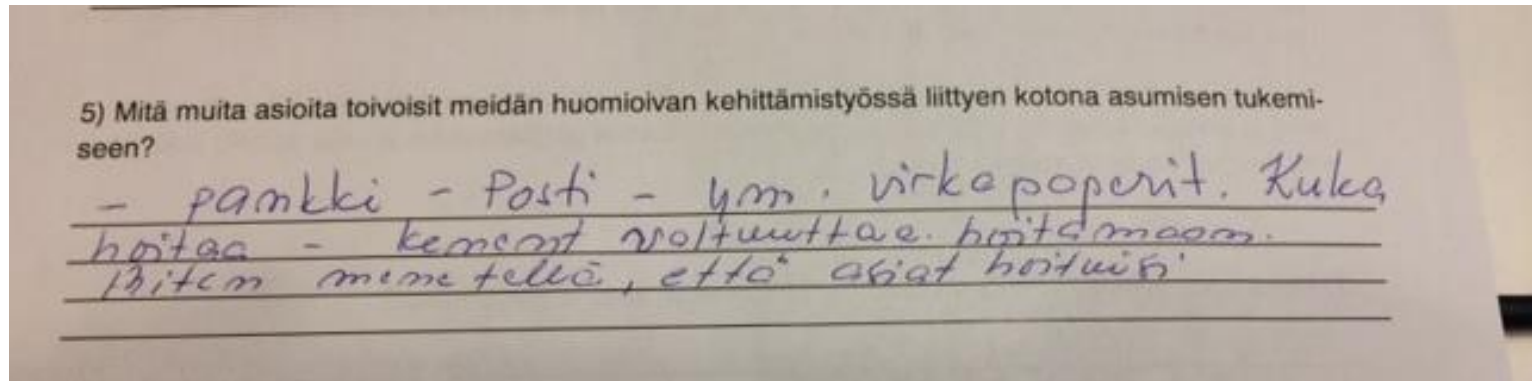 5) Mitä muita asioita toivoisit meidän huomioivan kehittämistyössä liittyen kotona asumisen tukemi-
seen?
- pankki - Posti - ym. virkapaperit. Kuka
hoitaa - kenent valtuuttaa hoitamaan.
Miten menetellä, että asiat hoituisi